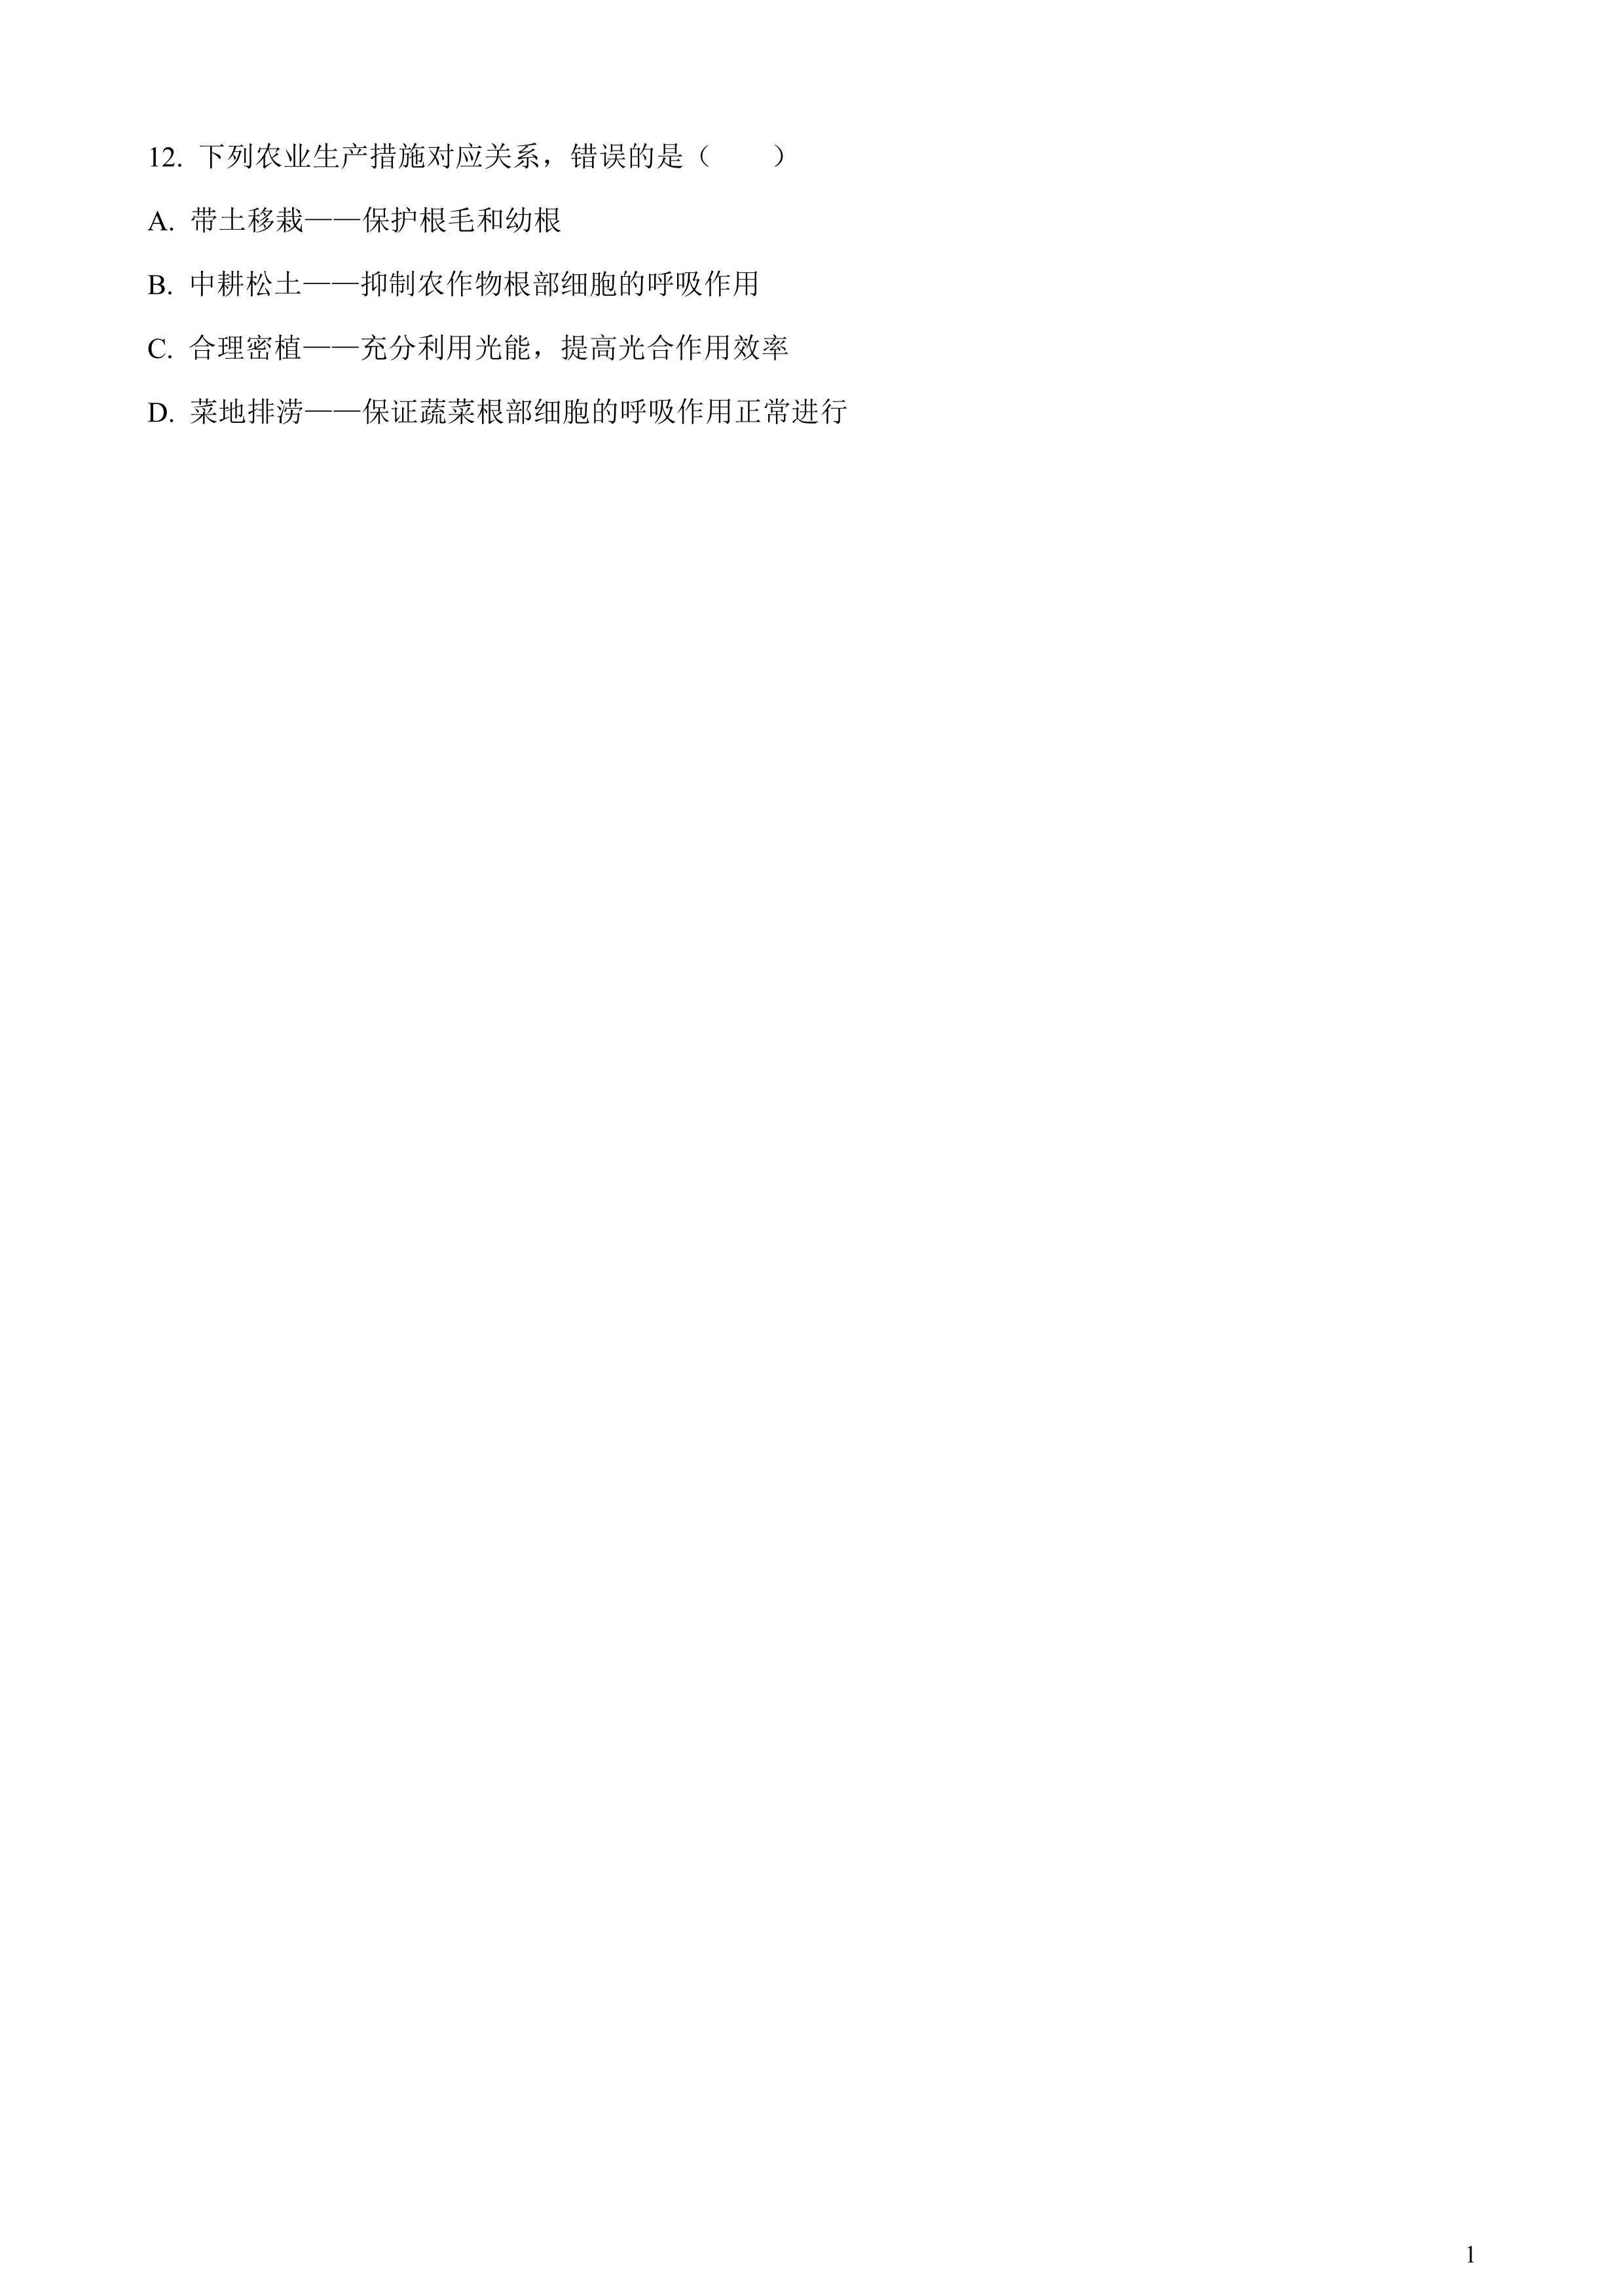 12. 下列农业生产措施对应关系，错误的是（　　）
A. 带土移栽——保护根毛和幼根
B. 中耕松土——抑制农作物根部细胞的呼吸作用
C. 合理密植——充分利用光能，提高光合作用效率
D. 菜地排涝——保证蔬菜根部细胞的呼吸作用正常进行
1